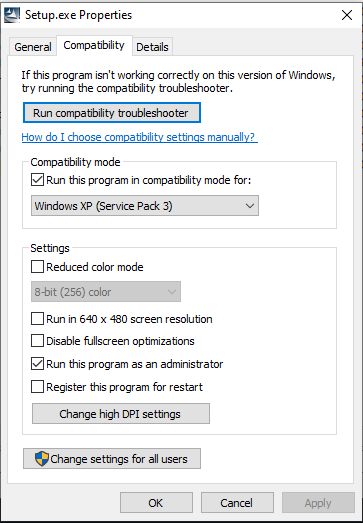 Setup.exe Properties
General
Compatibility
Details
If this program isn't working correctly on this version of Windows,
try running the compatibility troubleshooter.
Run compatibility troubleshooter
How do I choose compatibility settings manually?
Compatibility mode
Run this program in compatibility mode for:
Windows XP (Service Pack 3)
Settings
Reduced color mode
8-bit (256) color
Run in 640 x 480 screen resolution
Disable fullscreen optimizations
Run this program as an administrator
Register this program for restart
Change high DPI settings
Change settings for all users
OK
Cancel
Apply